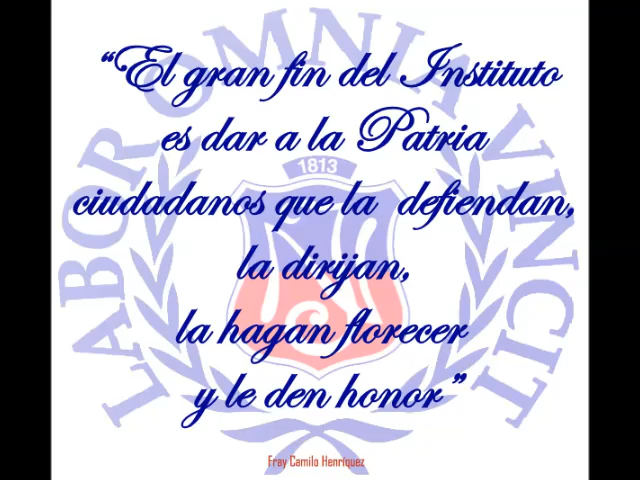 LABOR OMNIA VINCIT
“El gran fin del Instituto
es dar a la Patria
1813
ciudadanos que la defiendan,
la dirijan,
la hagan florecer
y le den honor”
Fray Camilo Henríquez